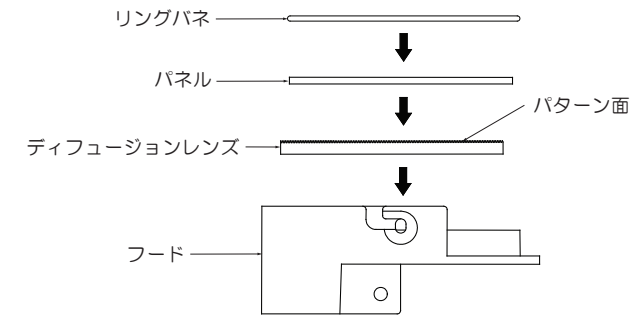 リングバネ
パネル
パターン面
ディフュージョンレンズ
フード